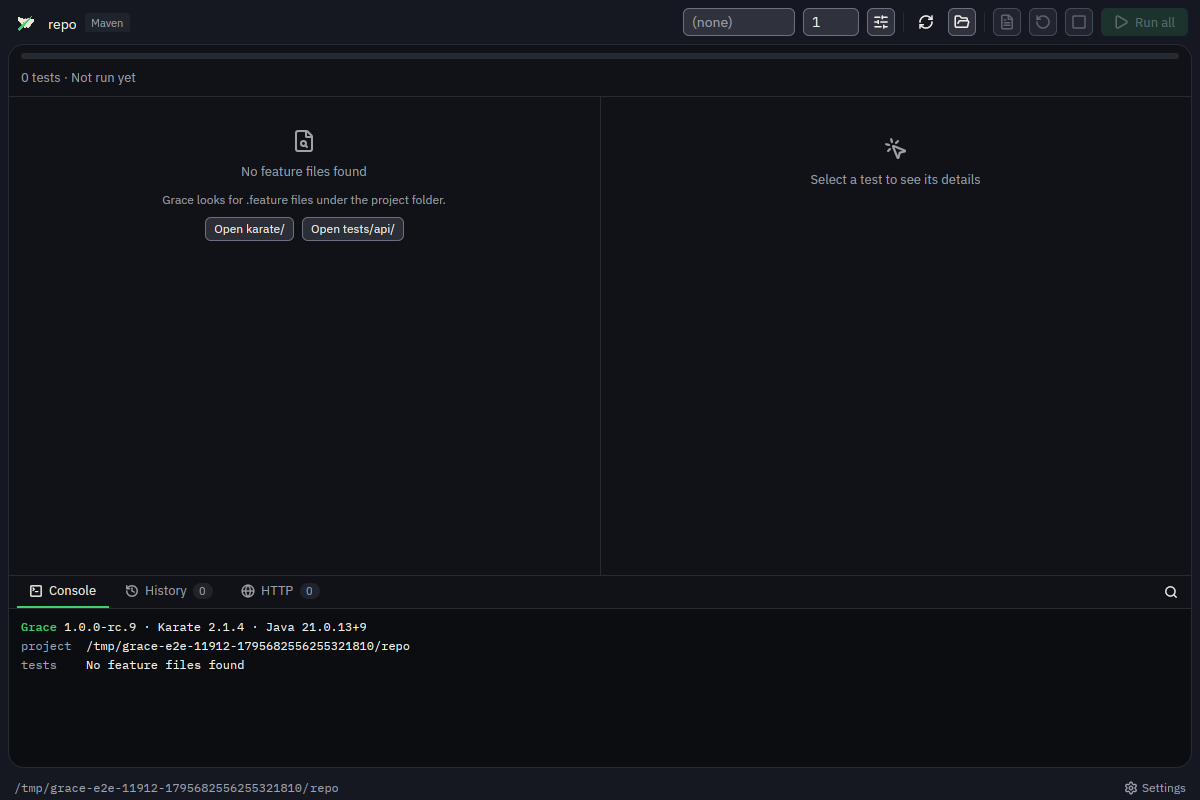 repo Maven (none) 1 Run all
0 tests · Not run yet
No feature files found
Grace looks for .feature files under the project folder.
Open karate/ Open tests/api/
Select a test to see its details
Console History 0 HTTP 0
Grace 1.0.0-rc.9 · Karate 2.1.4 · Java 21.0.13+9
project /tmp/grace-e2e-11912-1795682556255321810/repo
tests No feature files found
/tmp/grace-e2e-11912-1795682556255321810/repo Settings